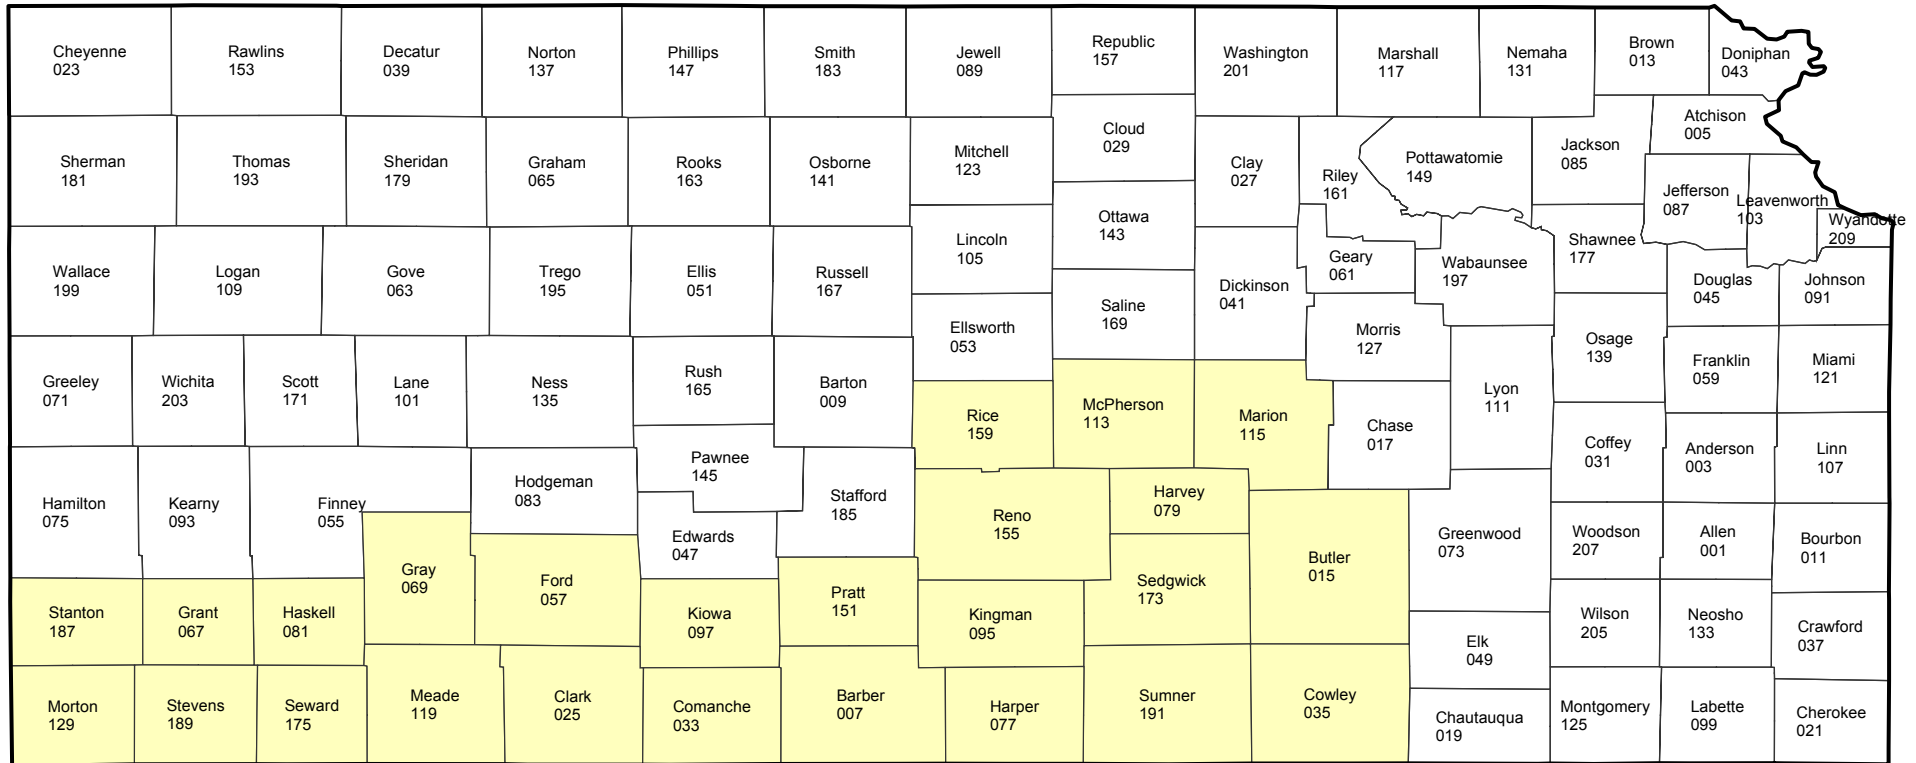 Cheyenne
023
Rawlins
153
Decatur
039
Norton
137
Phillips
147
Smith
183
Jewell
089
Republic
157
Washington
201
Marshall
117
Nemaha
131
Brown
013
Doniphan
043
Sherman
181
Thomas
193
Sheridan
179
Graham
065
Rooks
163
Osborne
141
Mitchell
123
Cloud
029
Clay
027
Riley
161
Pottawatomie
149
Jackson
085
Atchison
005
Jefferson
087
Leavenworth
103
Wyandotte
209
Wallace
199
Logan
109
Gove
063
Trego
195
Ellis
051
Russell
167
Lincoln
105
Ottawa
143
Saline
169
Dickinson
041
Geary
061
Wabaunsee
197
Shawnee
177
Douglas
045
Johnson
091
Ellsworth
053
Morris
127
Osage
139
Franklin
059
Miami
121
Greeley
071
Wichita
203
Scott
171
Lane
101
Ness
135
Rush
165
Barton
009
Rice
159
McPherson
113
Marion
115
Chase
017
Lyon
111
Coffey
031
Anderson
003
Linn
107
Hamilton
075
Kearny
093
Finney
055
Hodgeman
083
Pawnee
145
Stafford
185
Edwards
047
Reno
155
Harvey
079
Greenwood
073
Woodson
207
Allen
001
Bourbon
011
Gray
069
Ford
057
Butler
015
Stanton
187
Grant
067
Haskell
081
Kiowa
097
Pratt
151
Kingman
095
Sedgwick
173
Elk
049
Wilson
205
Neosho
133
Crawford
037
Morton
129
Stevens
189
Seward
175
Meade
119
Clark
025
Comanche
033
Barber
007
Harper
077
Sumner
191
Cowley
035
Chautauqua
019
Montgomery
125
Labette
099
Cherokee
021